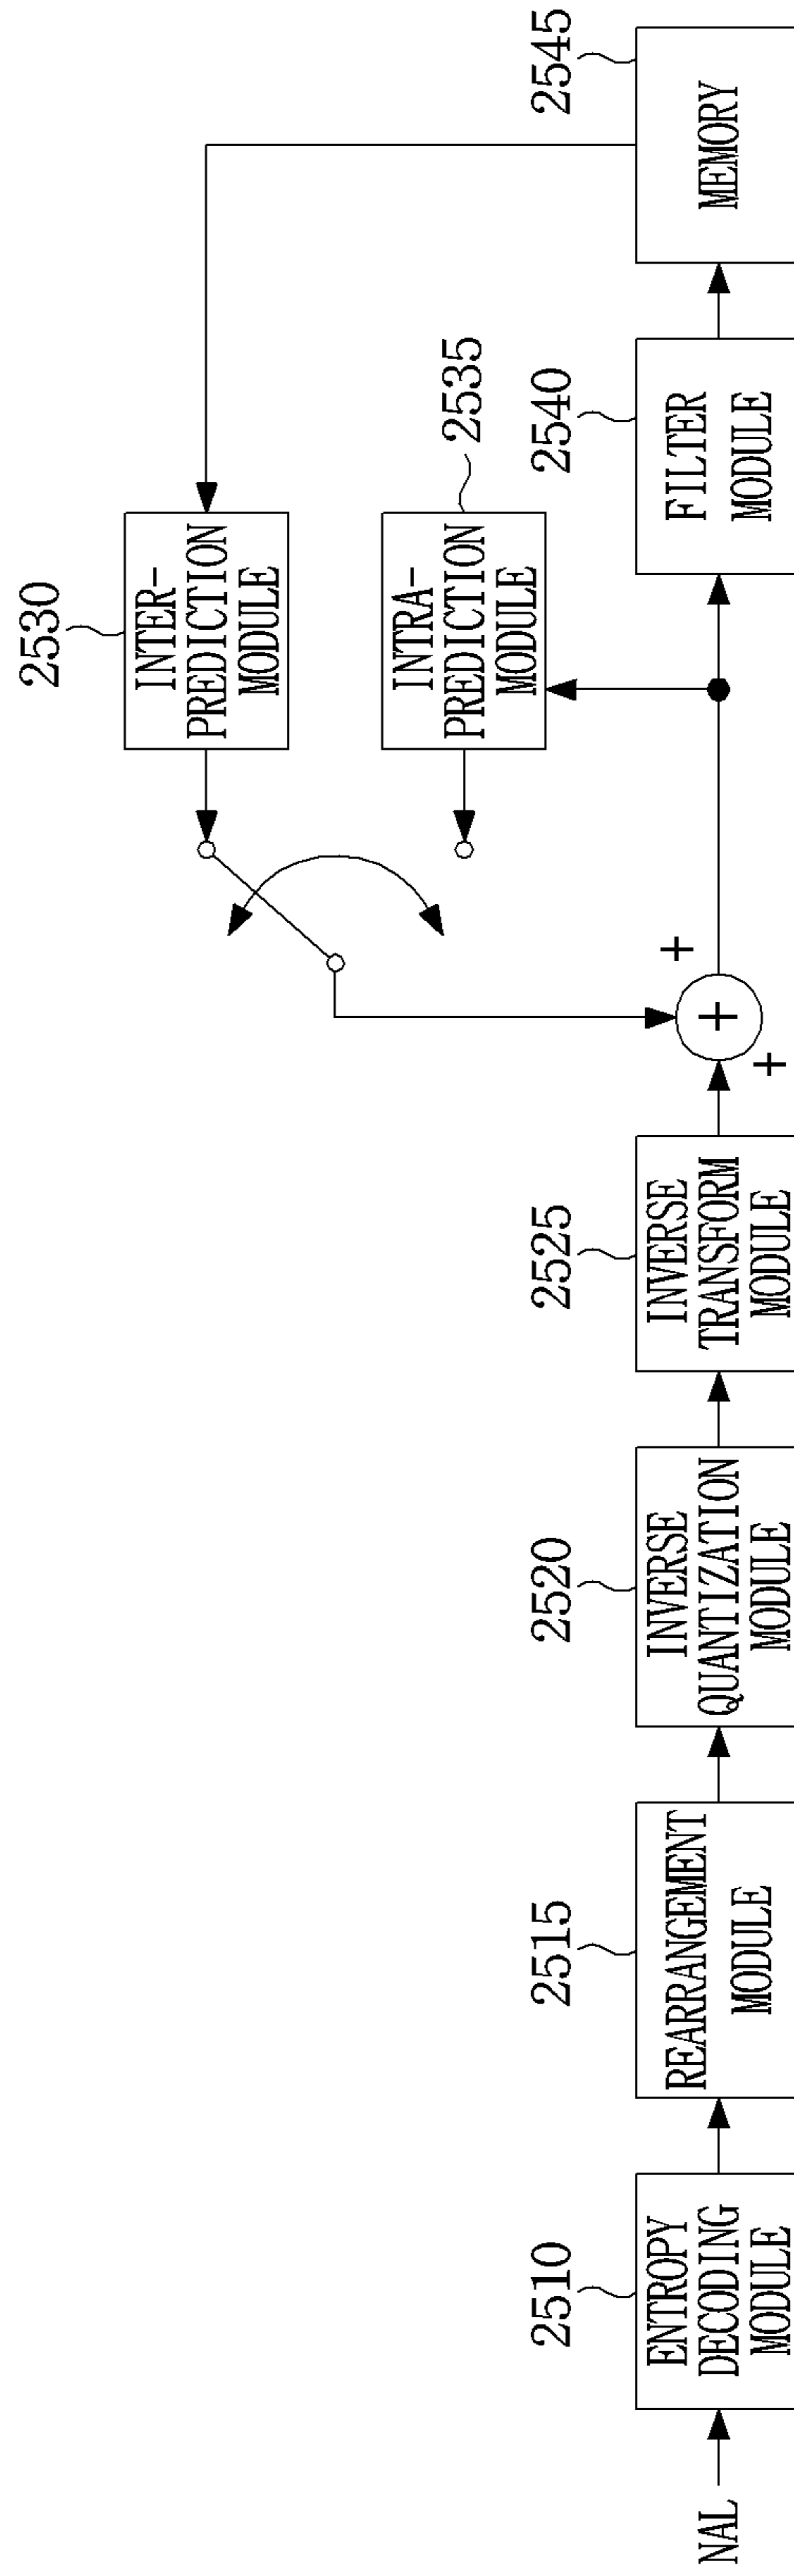 2530
INTER-
PREDICTION
MODULE
2535
INTRA-
PREDICTION
MODULE
NAL
2510
ENTROPY
DECODING
MODULE
2515
REARRANGEMENT
MODULE
2520
INVERSE
QUANTIZATION
MODULE
2525
INVERSE
TRANSFORM
MODULE
+
+
+
2540
FILTER
MODULE
2545
MEMORY